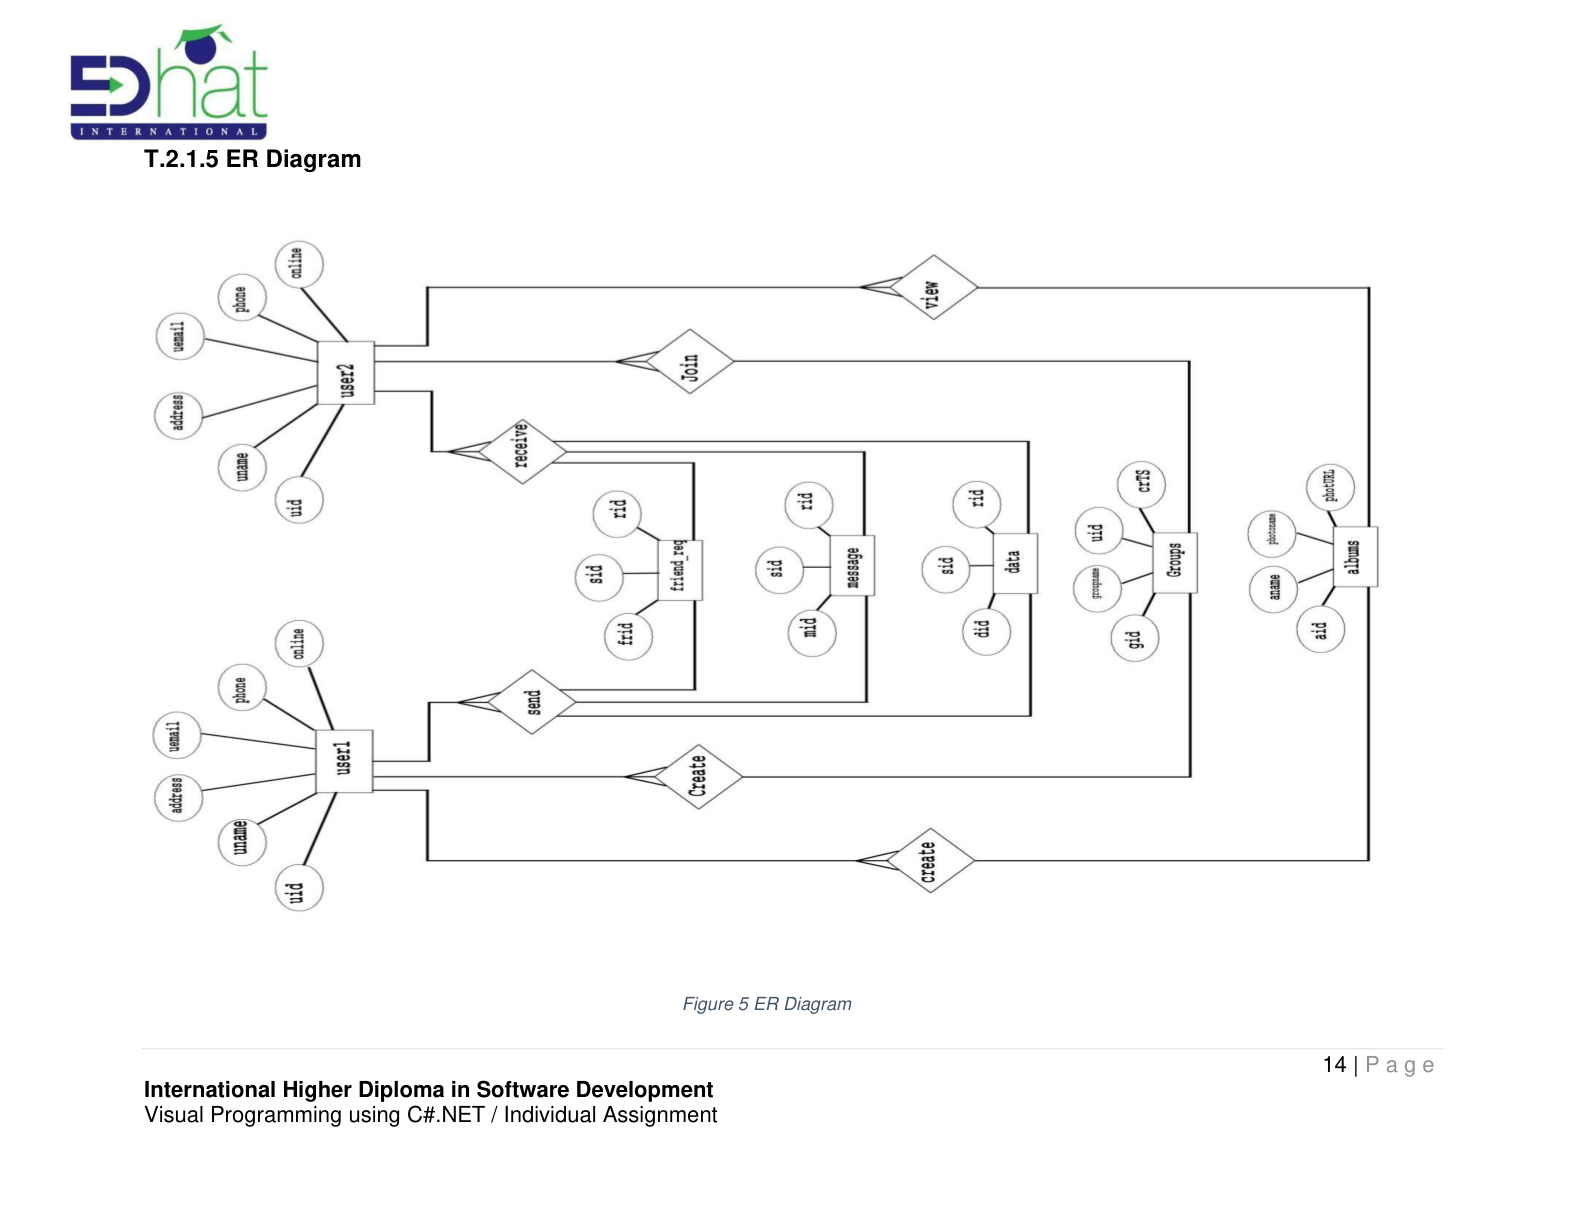 EDhat
INTERNATIONAL
T.2.1.5 ER Diagram
online
phone
uemail
address
uname
uid
user2
view
Join
receive
rid
sid
frid
friend_req
rid
sid
mid
message
rid
sid
did
data
crTS
uid
groupname
gid
Groups
photURL
photoname
aname
aid
albums
online
phone
uemail
address
uname
uid
user1
send
Create
create
Figure 5 ER Diagram
14 | Page
International Higher Diploma in Software Development
Visual Programming using C#.NET / Individual Assignment